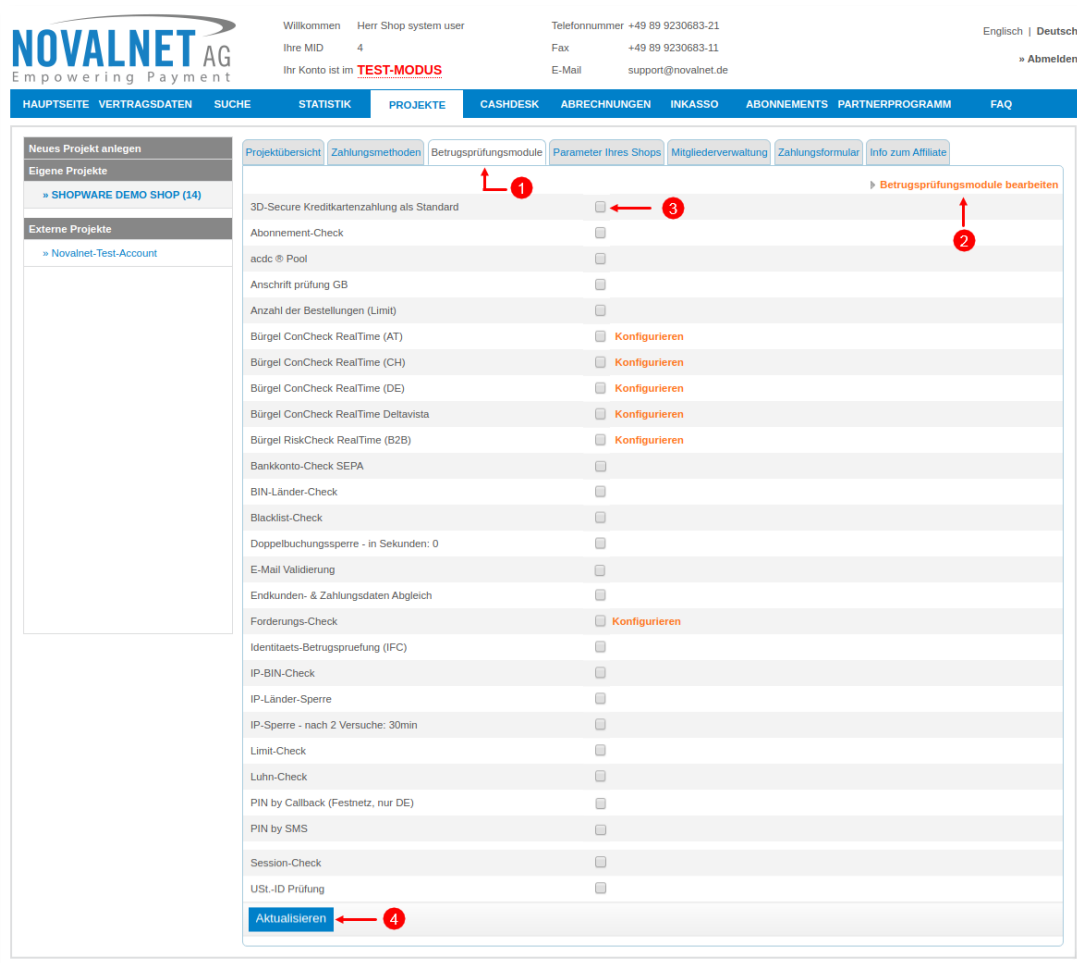 NOVALNET AG
Empowering Payment
Willkommen Herr Shop system user
Ihre MID 4
Ihr Konto ist im TEST-MODUS
Telefonnummer +49 89 9230683-21
Fax +49 89 9230683-11
E-Mail support@novalnet.de
Englisch | Deutsch
» Abmelden
HAUPTSEITE VERTRAGSDATEN SUCHE STATISTIK PROJEKTE CASHDESK ABRECHNUNGEN INKASSO ABONNEMENTS PARTNERPROGRAMM FAQ
Neues Projekt anlegen
Eigene Projekte
» SHOPWARE DEMO SHOP (14)
Externe Projekte
» Novalnet-Test-Account
Projektübersicht Zahlungsmethoden Betrugsprüfungsmodule Parameter Ihres Shops Mitgliederverwaltung Zahlungsformular Info zum Affiliate
1
Betrugsprüfungsmodule bearbeiten
2
3D-Secure Kreditkartenzahlung als Standard 3
Abonnement-Check
acdc ® Pool
Anschrift prüfung GB
Anzahl der Bestellungen (Limit)
Bürgel ConCheck RealTime (AT) Konfigurieren
Bürgel ConCheck RealTime (CH) Konfigurieren
Bürgel ConCheck RealTime (DE) Konfigurieren
Bürgel ConCheck RealTime Deltavista Konfigurieren
Bürgel RiskCheck RealTime (B2B) Konfigurieren
Bankkonto-Check SEPA
BIN-Länder-Check
Blacklist-Check
Doppelbuchungssperre - in Sekunden: 0
E-Mail Validierung
Endkunden- & Zahlungsdaten Abgleich
Forderungs-Check Konfigurieren
Identitaets-Betrugspruefung (IFC)
IP-BIN-Check
IP-Länder-Sperre
IP-Sperre - nach 2 Versuche: 30min
Limit-Check
Luhn-Check
PIN by Callback (Festnetz, nur DE)
PIN by SMS
Session-Check
USt.-ID Prüfung
Aktualisieren 4